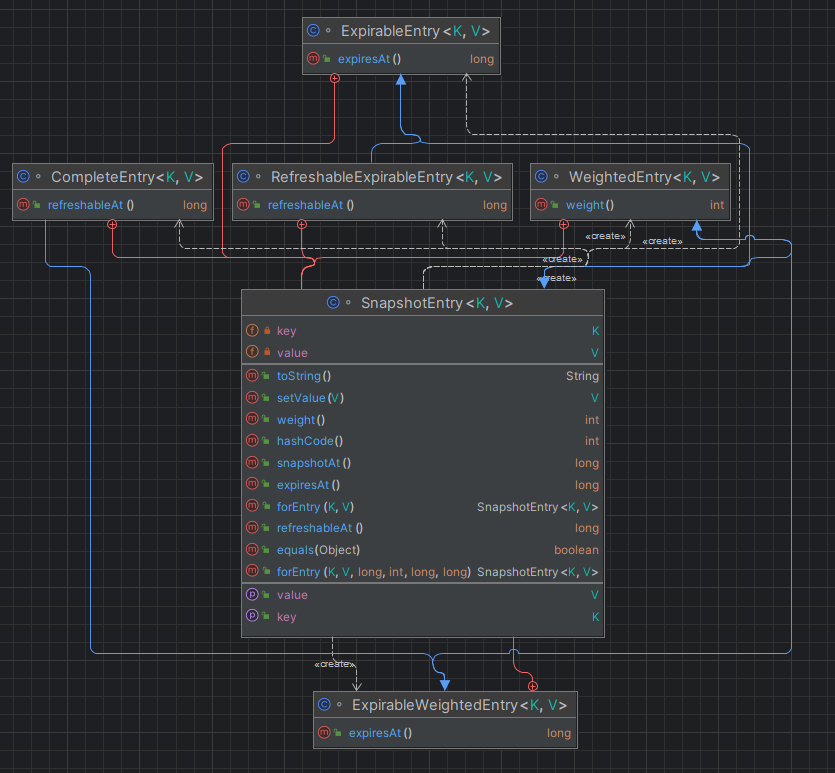 ExpirableEntry<K, V>
expiresAt() long
CompleteEntry<K, V>
refreshableAt() long
RefreshableExpirableEntry<K, V>
refreshableAt() long
WeightedEntry<K, V>
weight() int
«create»
«create»
«create»
«create»
SnapshotEntry<K, V>
key K
value V
toString() String
setValue(V) V
weight() int
hashCode() int
snapshotAt() long
expiresAt() long
forEntry(K, V) SnapshotEntry<K, V>
refreshableAt() long
equals(Object) boolean
forEntry(K, V, long, int, long, long) SnapshotEntry<K, V>
value V
key K
«create»
ExpirableWeightedEntry<K, V>
expiresAt() long